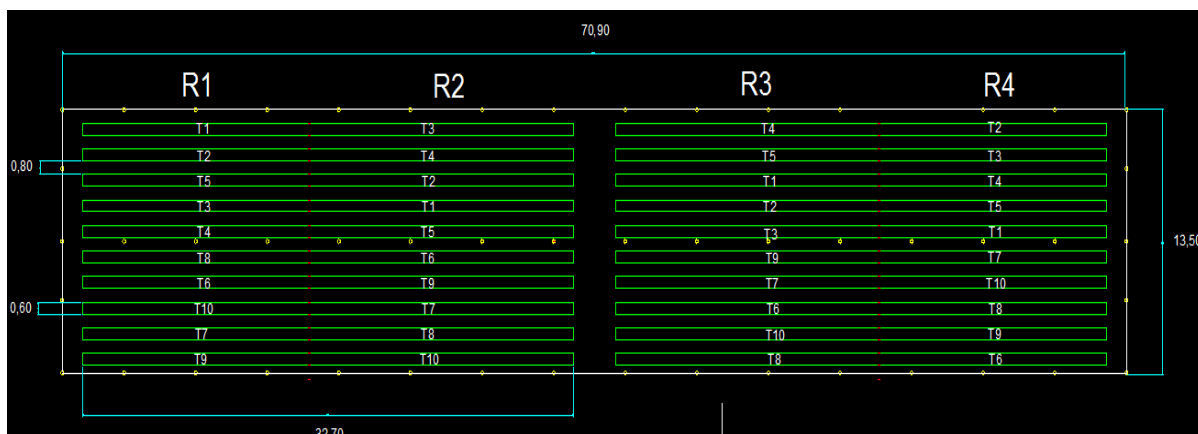 70,90
R1 R2 R3 R4
T1 T3 T4 T2
T2 T4 T5 T3
0,80
T5 T2 T1 T4
T3 T1 T2 T5
T4 T5 T3 T1
13,50
T8 T6 T9 T7
T6 T9 T7 T10
0,60
T10 T7 T6 T8
T7 T8 T10 T9
T9 T10 T8 T6
32,70